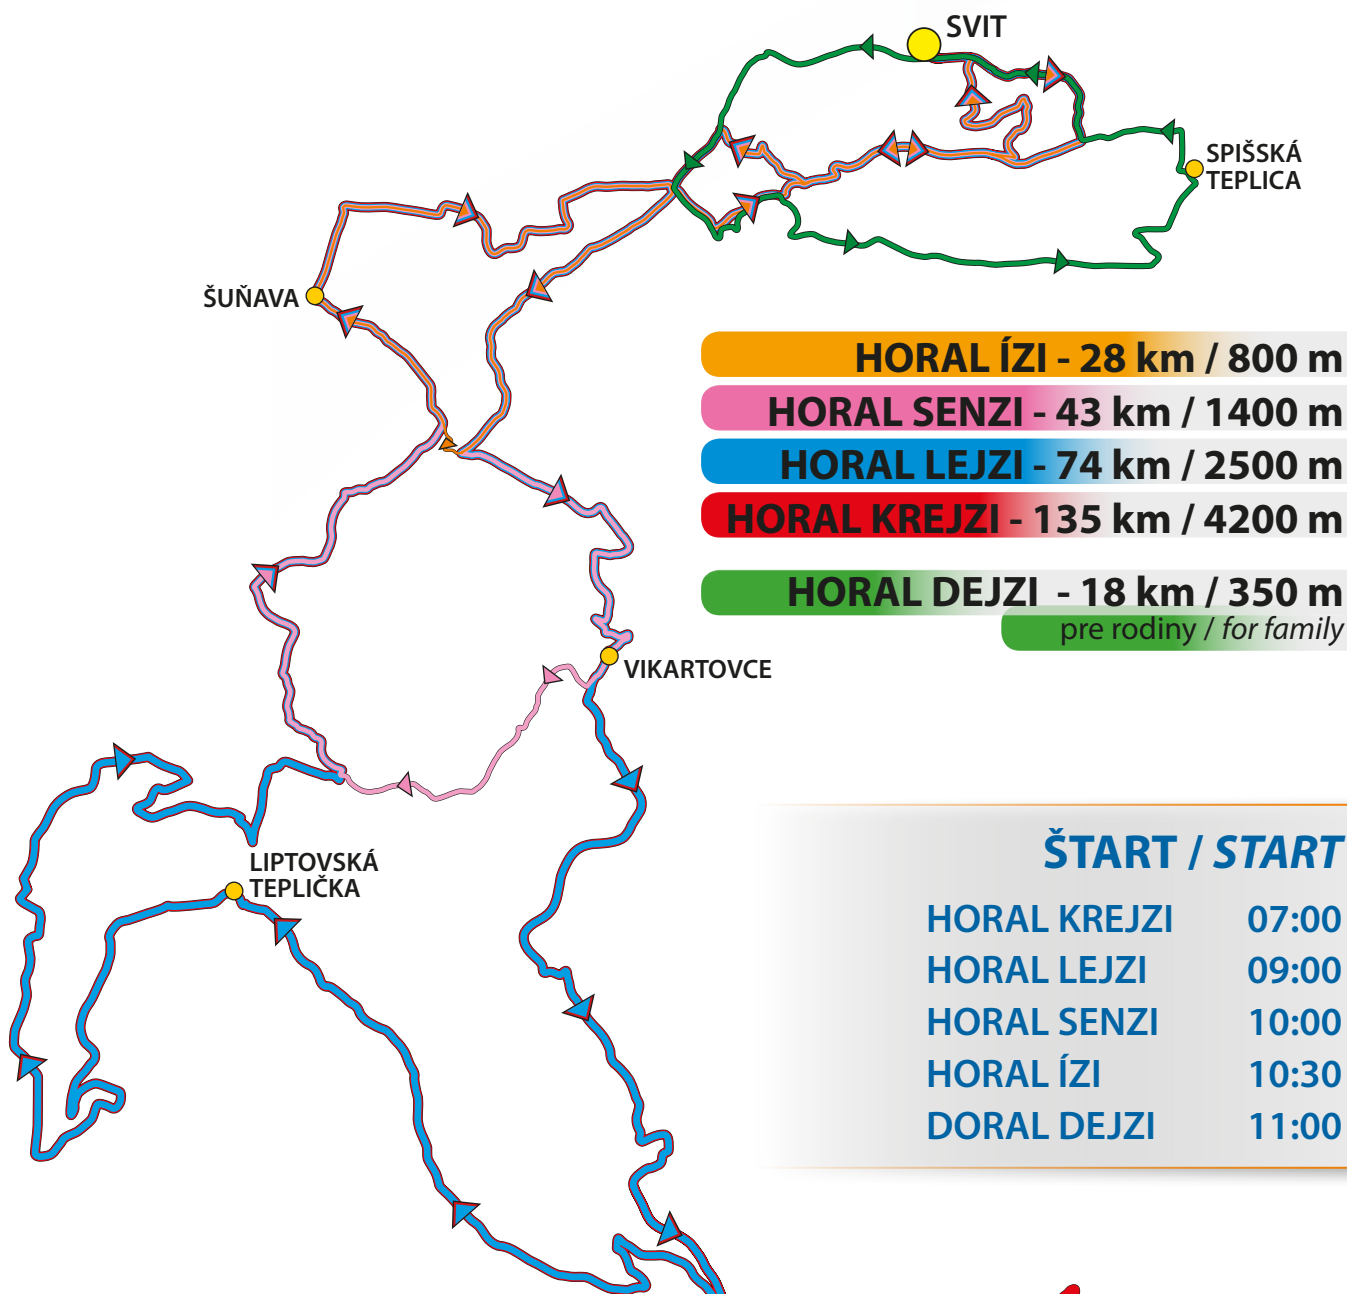 SVIT
SPIŠSKÁ
TEPLICA
ŠUŇAVA
HORAL ÍZI - 28 km / 800 m
HORAL SENZI - 43 km / 1400 m
HORAL LEJZI - 74 km / 2500 m
HORAL KREJZI - 135 km / 4200 m
HORAL DEJZI - 18 km / 350 m
pre rodiny / for family
VIKARTOVCE
LIPTOVSKÁ
TEPLIČKA
ŠTART / START
HORAL KREJZI 07:00
HORAL LEJZI 09:00
HORAL SENZI 10:00
HORAL ÍZI 10:30
DORAL DEJZI 11:00